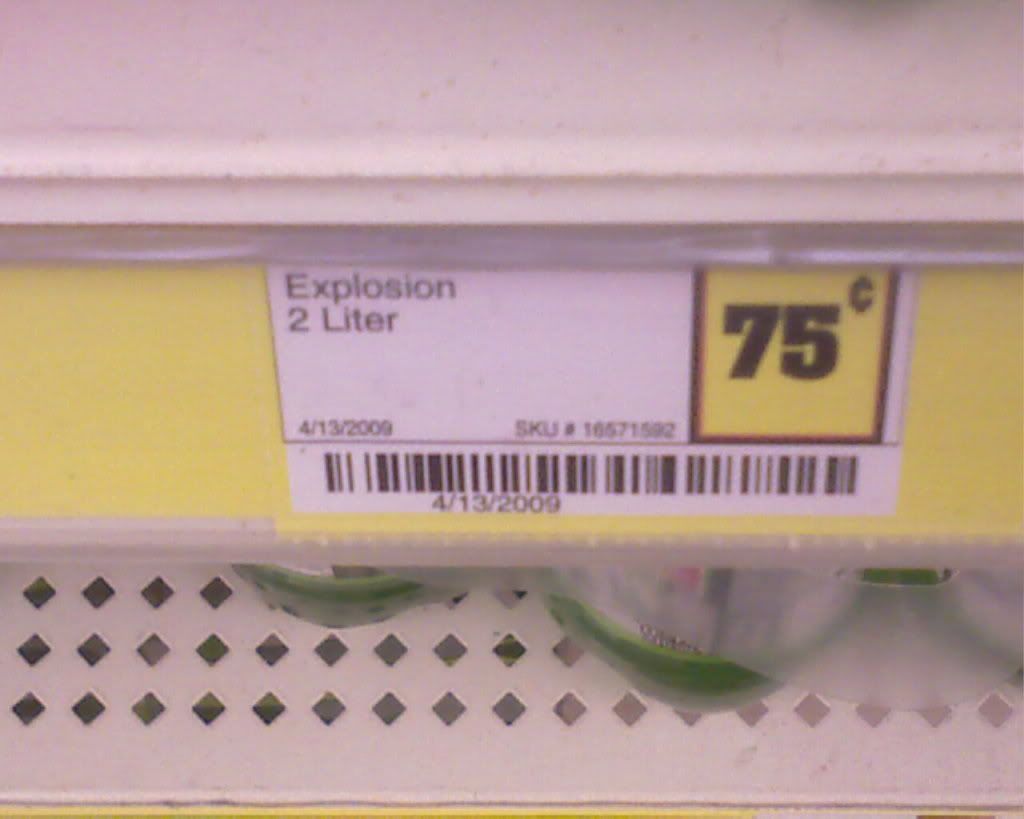 Explosion
2 Liter
75¢
4/13/2009 SKU # 16571592
4/13/2009